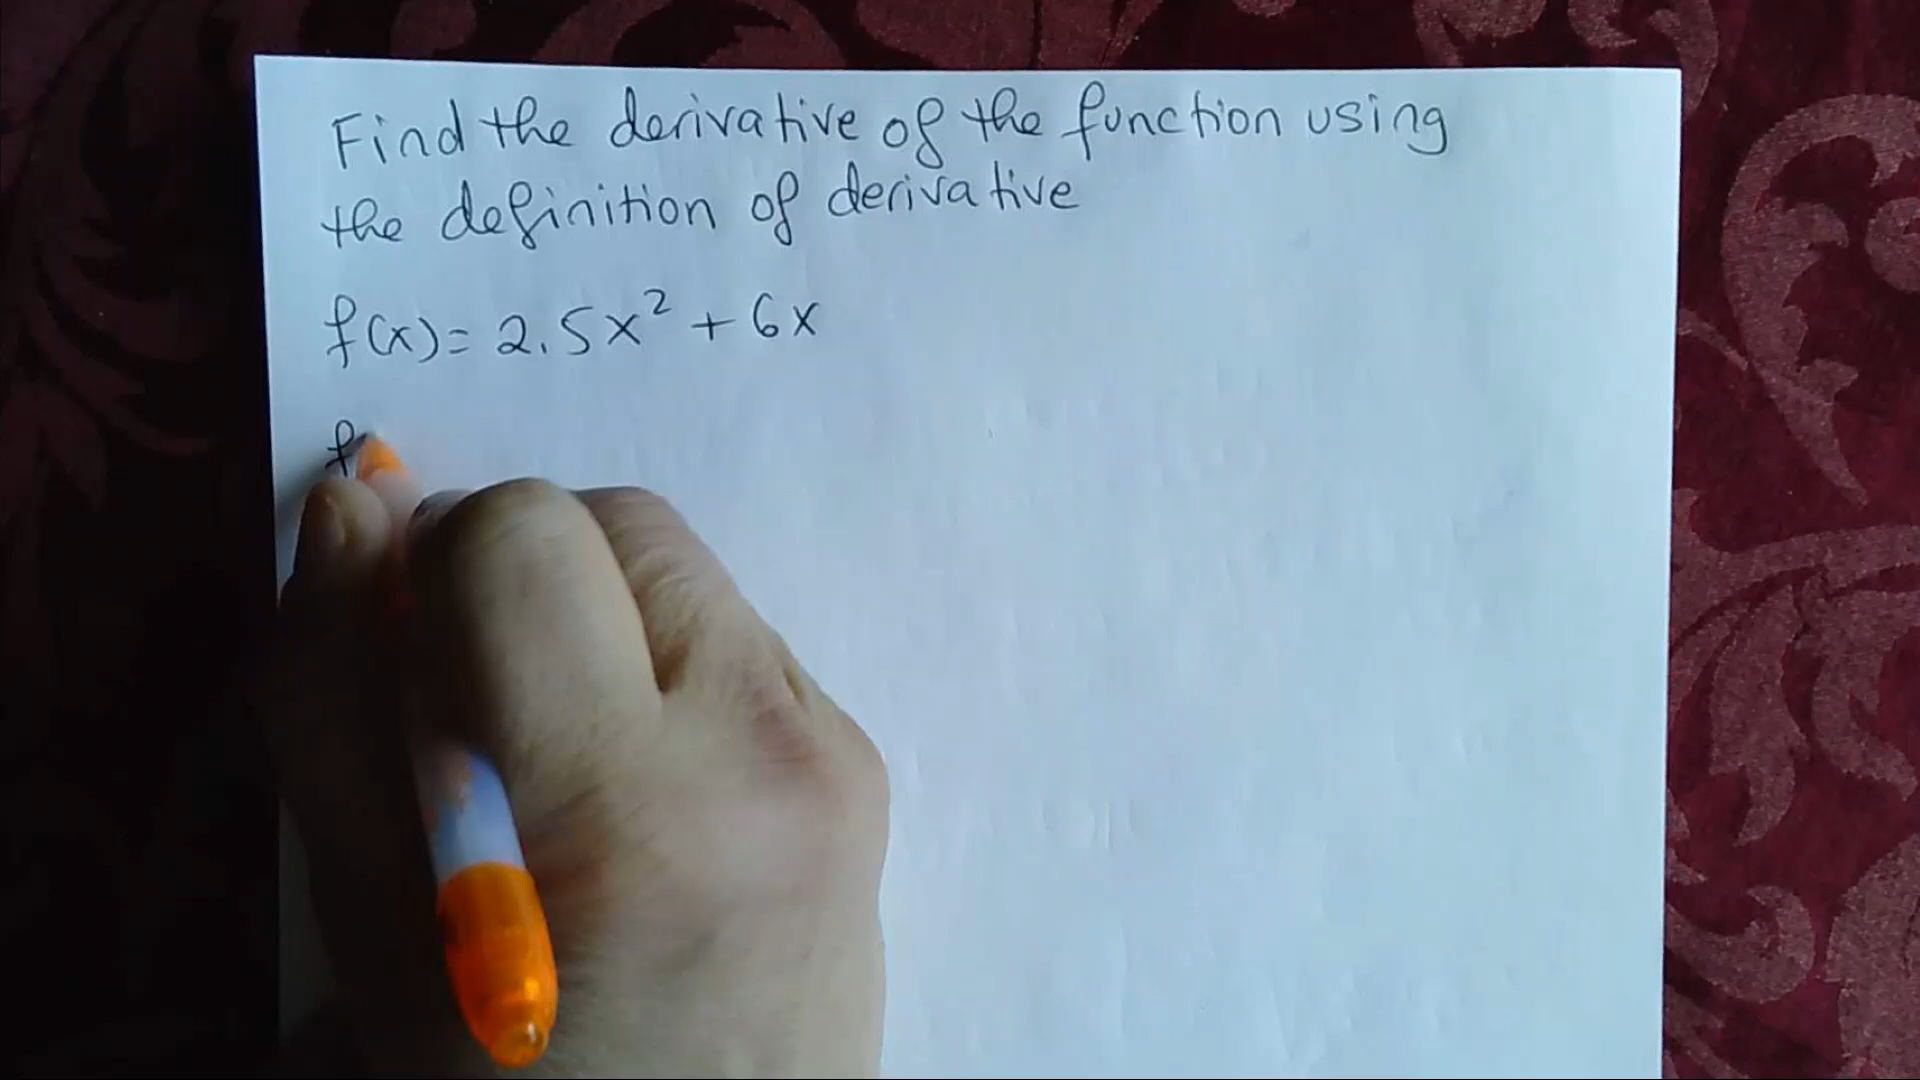 Find the derivative of the function using
the definition of derivative
f(x) = 2.5x² + 6x
f